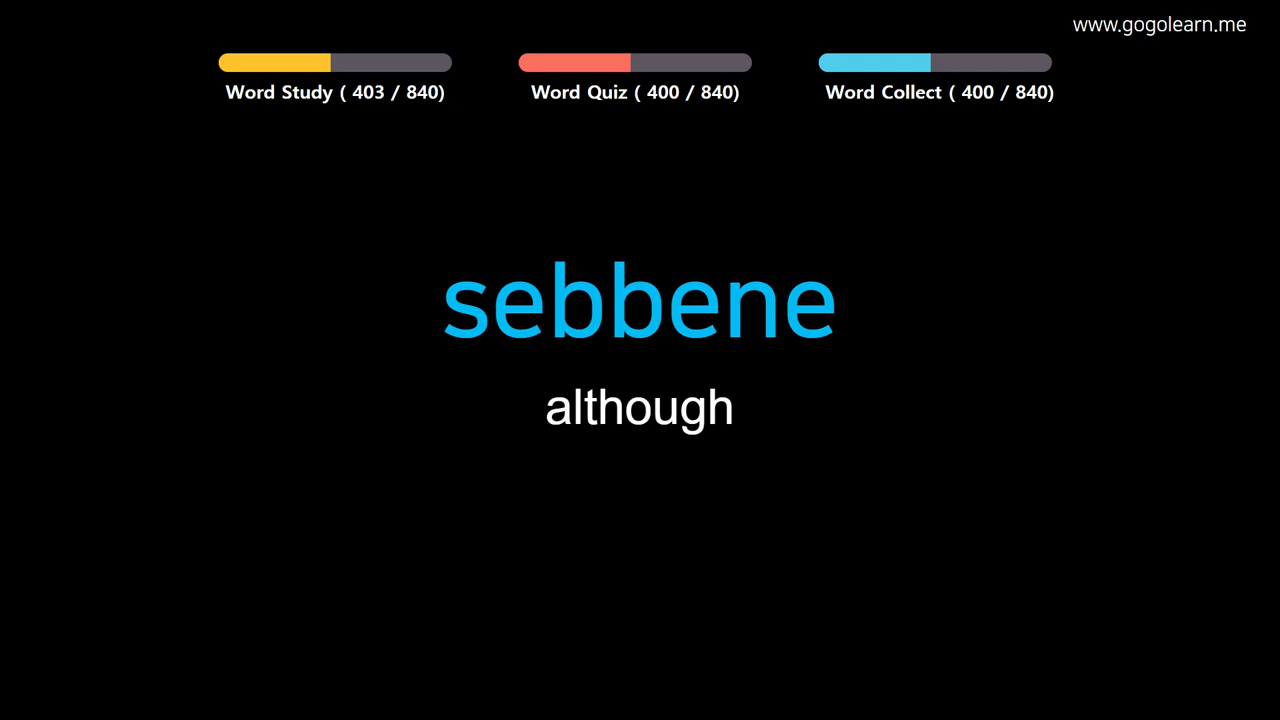 www.gogolearn.me
Word Study ( 403 / 840)
Word Quiz ( 400 / 840)
Word Collect ( 400 / 840)
sebbene
although